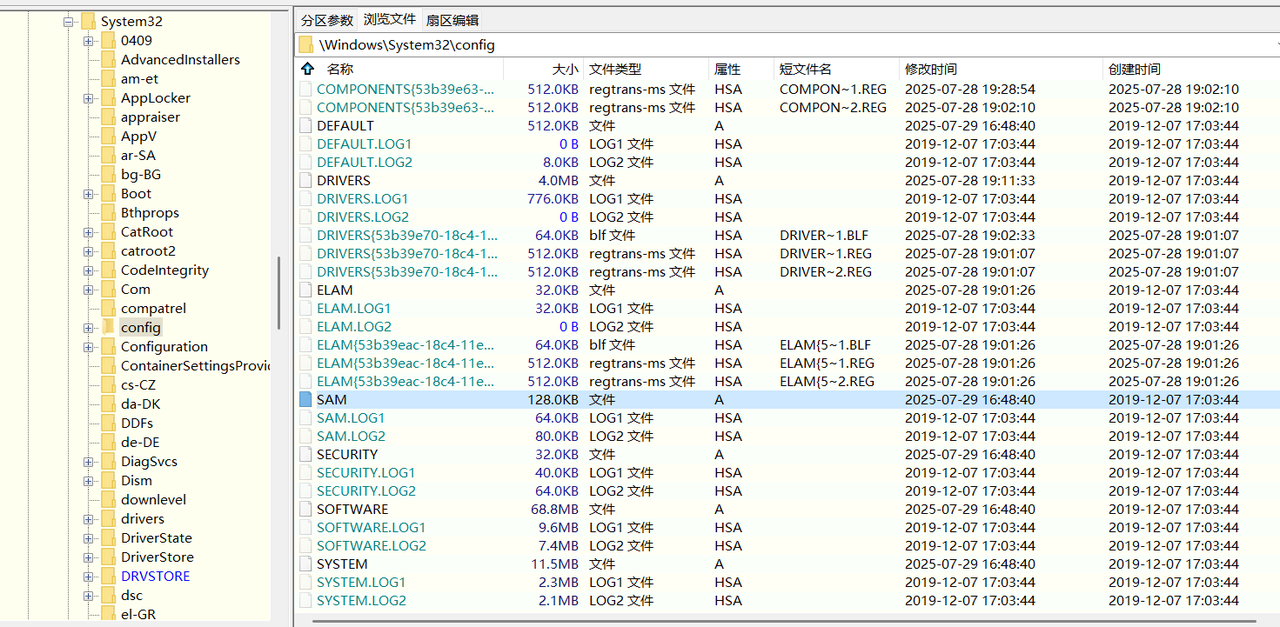 System32
0409
AdvancedInstallers
am-et
AppLocker
appraiser
AppV
ar-SA
bg-BG
Boot
Bthprops
CatRoot
catroot2
CodeIntegrity
Com
compatrel
config
Configuration
ContainerSettingsProvid
cs-CZ
da-DK
DDFs
de-DE
DiagSvcs
Dism
downlevel
drivers
DriverState
DriverStore
DRVSTORE
dsc
el-GR
分区参数 浏览文件 扇区编辑
\Windows\System32\config
名称 大小 文件类型 属性 短文件名 修改时间 创建时间
COMPONENTS{53b39e63-... 512.0KB regtrans-ms 文件 HSA COMPON~1.REG 2025-07-28 19:28:54 2025-07-28 19:02:10
COMPONENTS{53b39e63-... 512.0KB regtrans-ms 文件 HSA COMPON~2.REG 2025-07-28 19:02:10 2025-07-28 19:02:10
DEFAULT 512.0KB 文件 A 2025-07-29 16:48:40 2019-12-07 17:03:44
DEFAULT.LOG1 0 B LOG1 文件 HSA 2019-12-07 17:03:44 2019-12-07 17:03:44
DEFAULT.LOG2 8.0KB LOG2 文件 HSA 2019-12-07 17:03:44 2019-12-07 17:03:44
DRIVERS 4.0MB 文件 A 2025-07-28 19:11:33 2019-12-07 17:03:44
DRIVERS.LOG1 776.0KB LOG1 文件 HSA 2019-12-07 17:03:44 2019-12-07 17:03:44
DRIVERS.LOG2 0 B LOG2 文件 HSA 2019-12-07 17:03:44 2019-12-07 17:03:44
DRIVERS{53b39e70-18c4-1... 64.0KB blf 文件 HSA DRIVER~1.BLF 2025-07-28 19:02:33 2025-07-28 19:01:07
DRIVERS{53b39e70-18c4-1... 512.0KB regtrans-ms 文件 HSA DRIVER~1.REG 2025-07-28 19:01:07 2025-07-28 19:01:07
DRIVERS{53b39e70-18c4-1... 512.0KB regtrans-ms 文件 HSA DRIVER~2.REG 2025-07-28 19:01:07 2025-07-28 19:01:07
ELAM 32.0KB 文件 A 2025-07-28 19:01:26 2019-12-07 17:03:44
ELAM.LOG1 32.0KB LOG1 文件 HSA 2019-12-07 17:03:44 2019-12-07 17:03:44
ELAM.LOG2 0 B LOG2 文件 HSA 2019-12-07 17:03:44 2019-12-07 17:03:44
ELAM{53b39eac-18c4-11e... 64.0KB blf 文件 HSA ELAM{5~1.BLF 2025-07-28 19:01:26 2025-07-28 19:01:26
ELAM{53b39eac-18c4-11e... 512.0KB regtrans-ms 文件 HSA ELAM{5~1.REG 2025-07-28 19:01:26 2025-07-28 19:01:26
ELAM{53b39eac-18c4-11e... 512.0KB regtrans-ms 文件 HSA ELAM{5~2.REG 2025-07-28 19:01:26 2025-07-28 19:01:26
SAM 128.0KB 文件 A 2025-07-29 16:48:40 2019-12-07 17:03:44
SAM.LOG1 64.0KB LOG1 文件 HSA 2019-12-07 17:03:44 2019-12-07 17:03:44
SAM.LOG2 80.0KB LOG2 文件 HSA 2019-12-07 17:03:44 2019-12-07 17:03:44
SECURITY 32.0KB 文件 A 2025-07-29 16:48:40 2019-12-07 17:03:44
SECURITY.LOG1 40.0KB LOG1 文件 HSA 2019-12-07 17:03:44 2019-12-07 17:03:44
SECURITY.LOG2 64.0KB LOG2 文件 HSA 2019-12-07 17:03:44 2019-12-07 17:03:44
SOFTWARE 68.8MB 文件 A 2025-07-29 16:48:40 2019-12-07 17:03:44
SOFTWARE.LOG1 9.6MB LOG1 文件 HSA 2019-12-07 17:03:44 2019-12-07 17:03:44
SOFTWARE.LOG2 7.4MB LOG2 文件 HSA 2019-12-07 17:03:44 2019-12-07 17:03:44
SYSTEM 11.5MB 文件 A 2025-07-29 16:48:40 2019-12-07 17:03:44
SYSTEM.LOG1 2.3MB LOG1 文件 HSA 2019-12-07 17:03:44 2019-12-07 17:03:44
SYSTEM.LOG2 2.1MB LOG2 文件 HSA 2019-12-07 17:03:44 2019-12-07 17:03:44